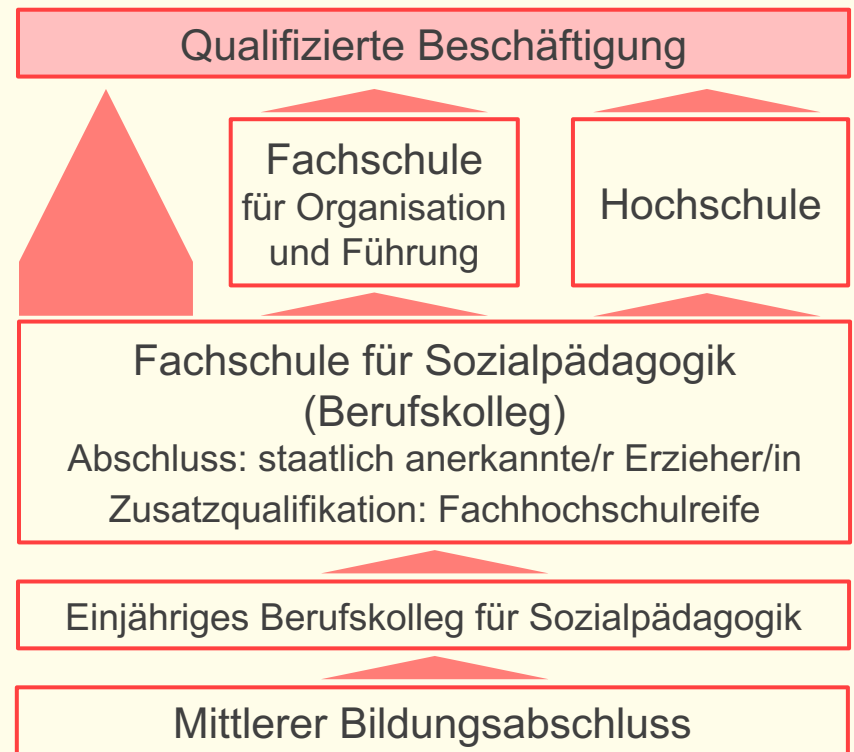 Qualifizierte Beschäftigung
Fachschule
für Organisation
und Führung
Hochschule
Fachschule für Sozialpädagogik
(Berufskolleg)
Abschluss: staatlich anerkannte/r Erzieher/in
Zusatzqualifikation: Fachhochschulreife
Einjähriges Berufskolleg für Sozialpädagogik
Mittlerer Bildungsabschluss